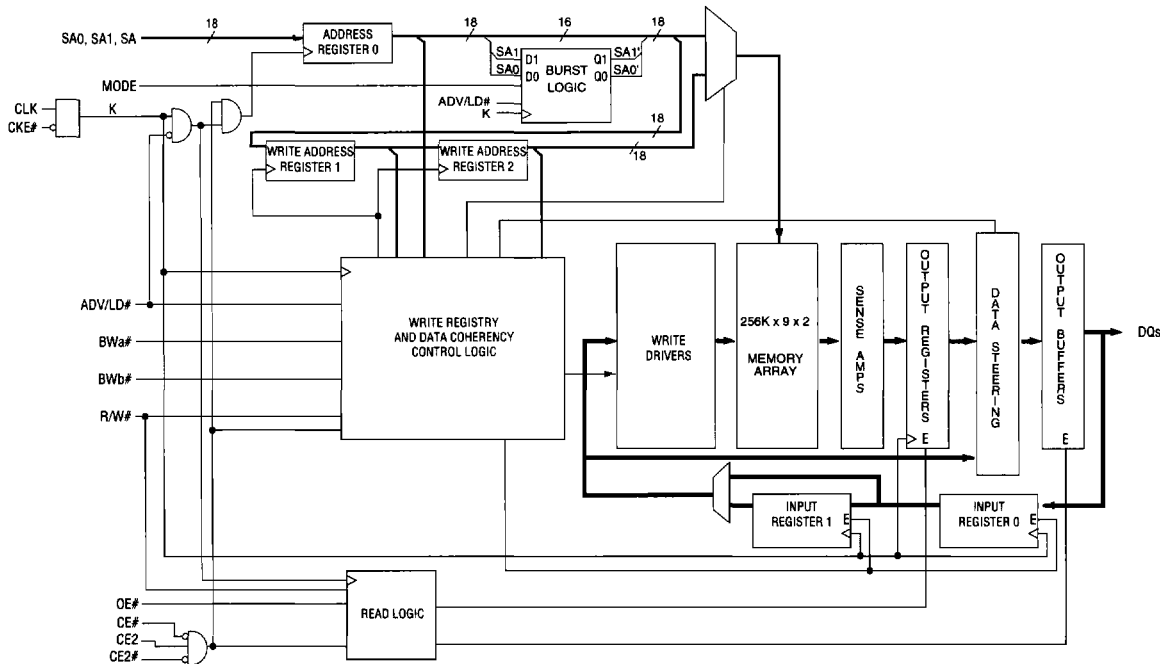 SA0, SA1, SA
18
ADDRESS
REGISTER 0
18
16
18
SA1
SA0
D1
D0
BURST
LOGIC
Q1
Q0
SA1'
SA0'
MODE
ADV/LD#
K
CLK
CKE#
K
18
18
WRITE ADDRESS
REGISTER 1
WRITE ADDRESS
REGISTER 2
ADV/LD#
BWa#
BWb#
R/W#
WRITE REGISTRY
AND DATA COHERENCY
CONTROL LOGIC
WRITE
DRIVERS
256K x 9 x 2
MEMORY
ARRAY
SENSE AMPS
OUTPUT REGISTERS
E
DATA STEERING
OUTPUT BUFFERS
E
DQs
INPUT
REGISTER 1
E
INPUT
REGISTER 0
E
OE#
CE#
CE2
CE2#
READ LOGIC